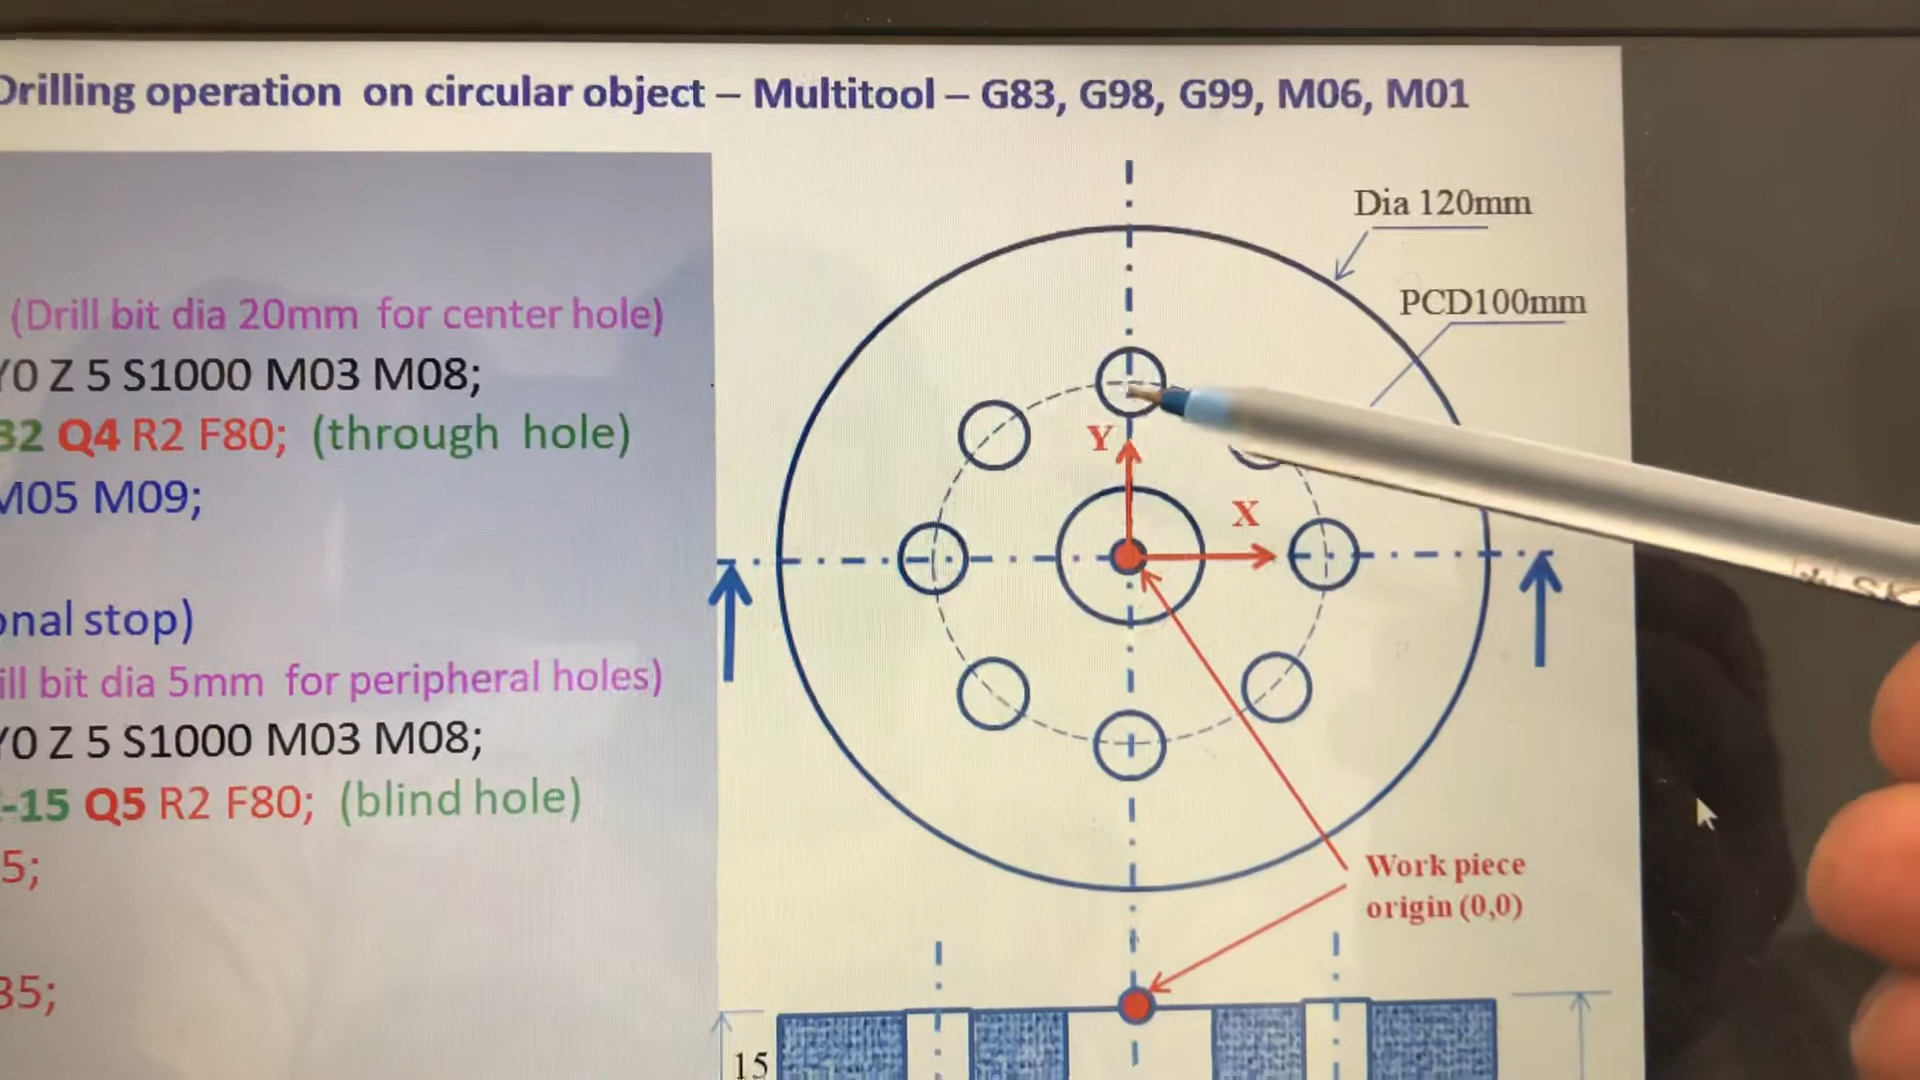 Drilling operation on circular object – Multitool – G83, G98, G99, M06, M01
(Drill bit dia 20mm for center hole)
Y0 Z 5 S1000 M03 M08;
32 Q4 R2 F80; (through hole)
M05 M09;
onal stop)
ill bit dia 5mm for peripheral holes)
Y0 Z 5 S1000 M03 M08;
-15 Q5 R2 F80; (blind hole)
5;
35;
Dia 120mm
PCD100mm
Y
X
Work piece
origin (0,0)
15